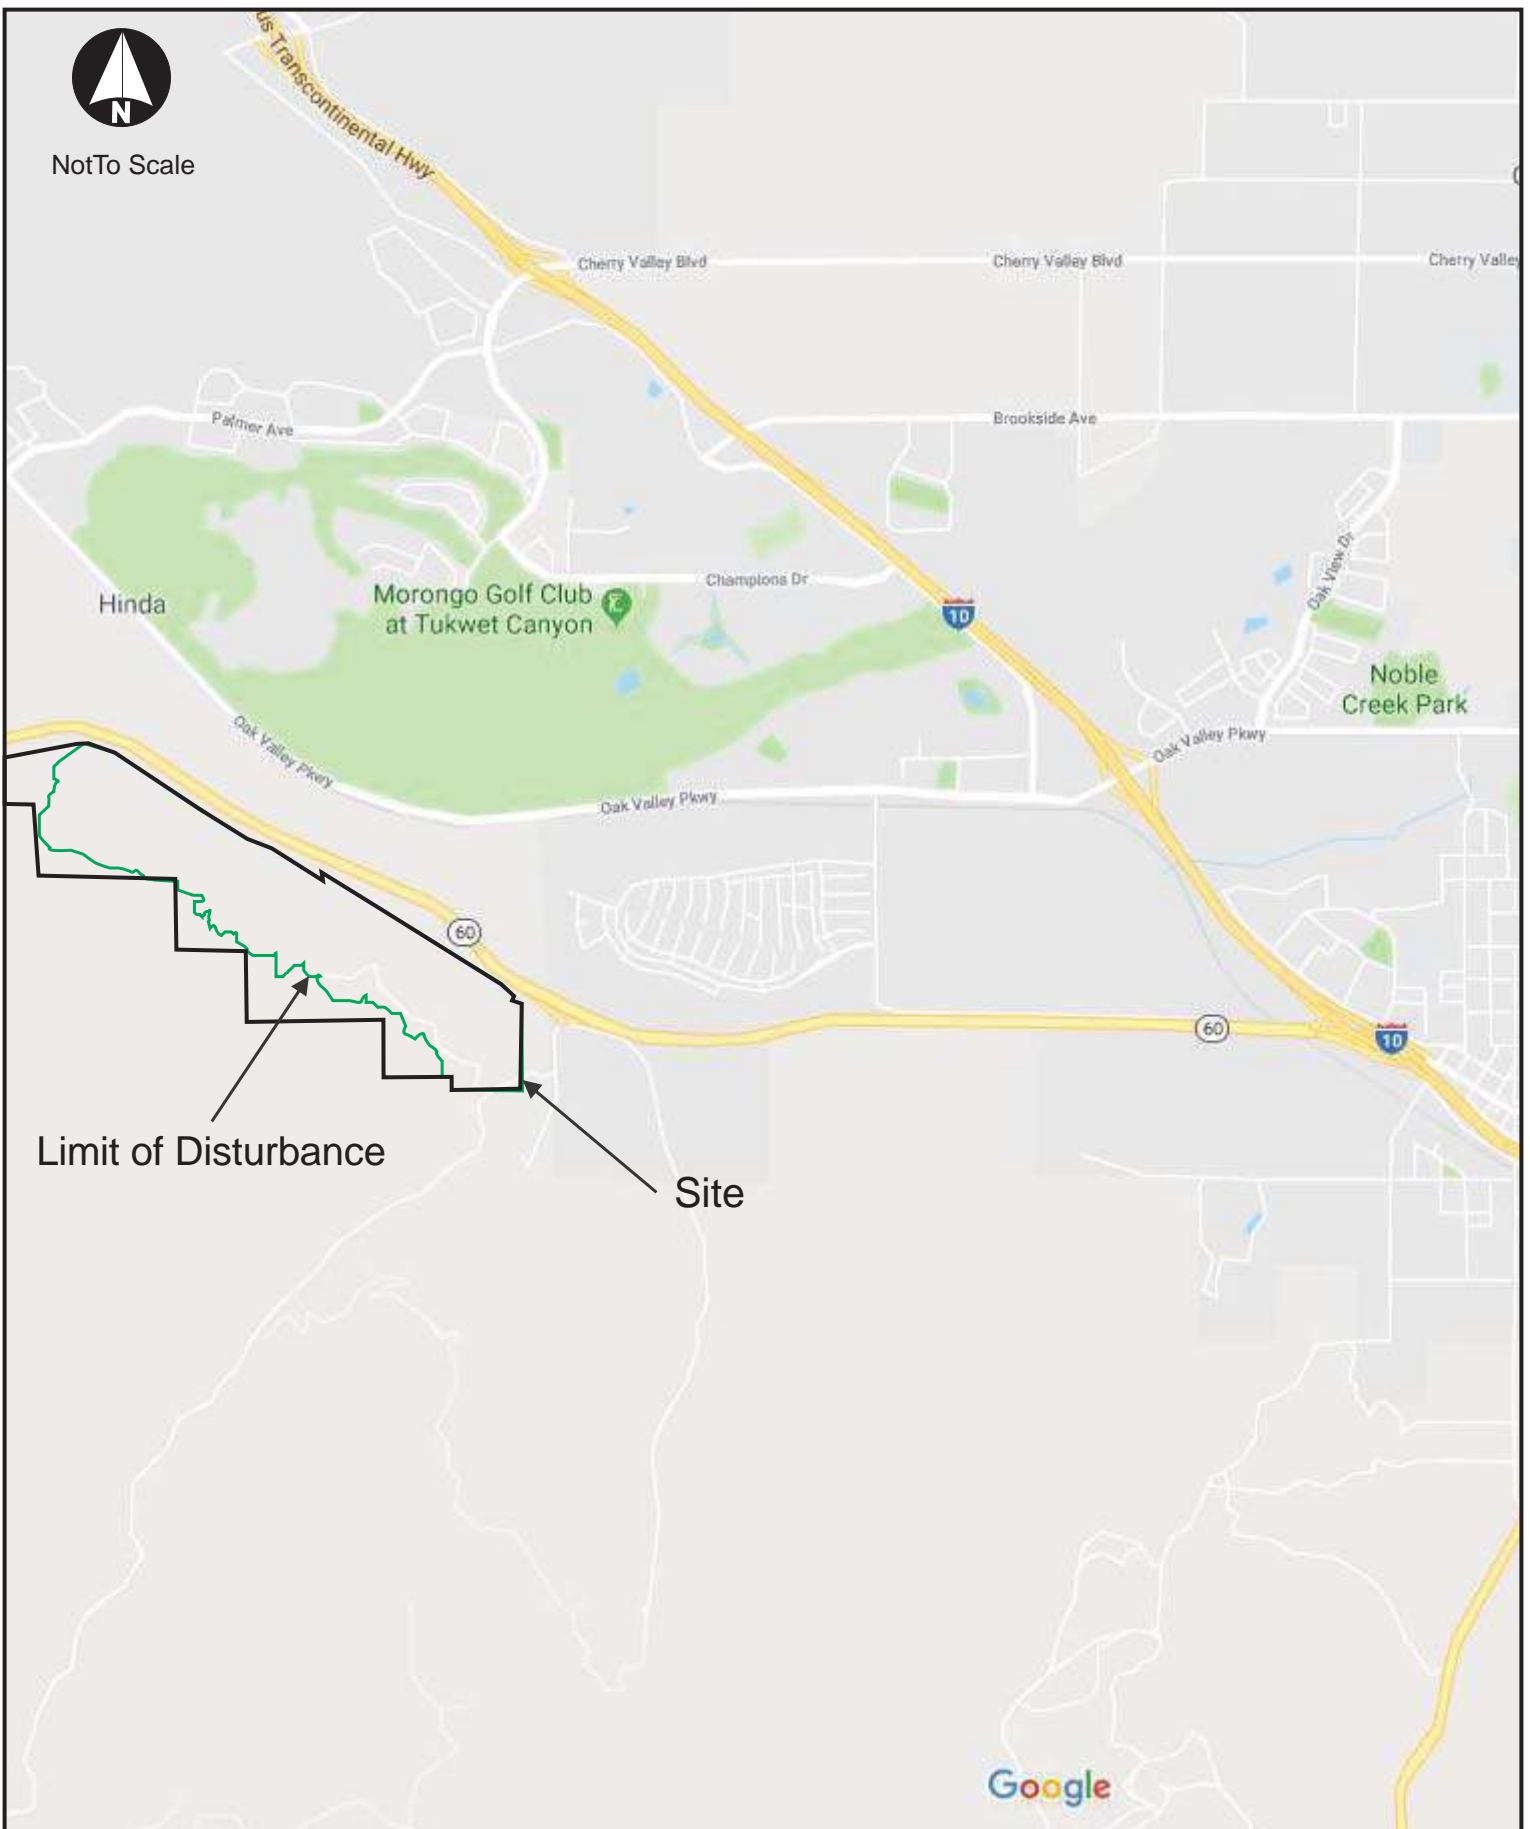 us Transcontinental Hwy
N
NotTo Scale
Cherry Valley Blvd
Cherry Valley Blvd
Cherry Valley
Palmer Ave
Brookside Ave
Oak View Dr
Champions Dr
Hinda
Morongo Golf Club
at Tukwet Canyon
10
Noble
Creek Park
Oak Valley Pkwy
Oak Valley Pkwy
Oak Valley Pkwy
60
60
10
Limit of Disturbance
Site
Google